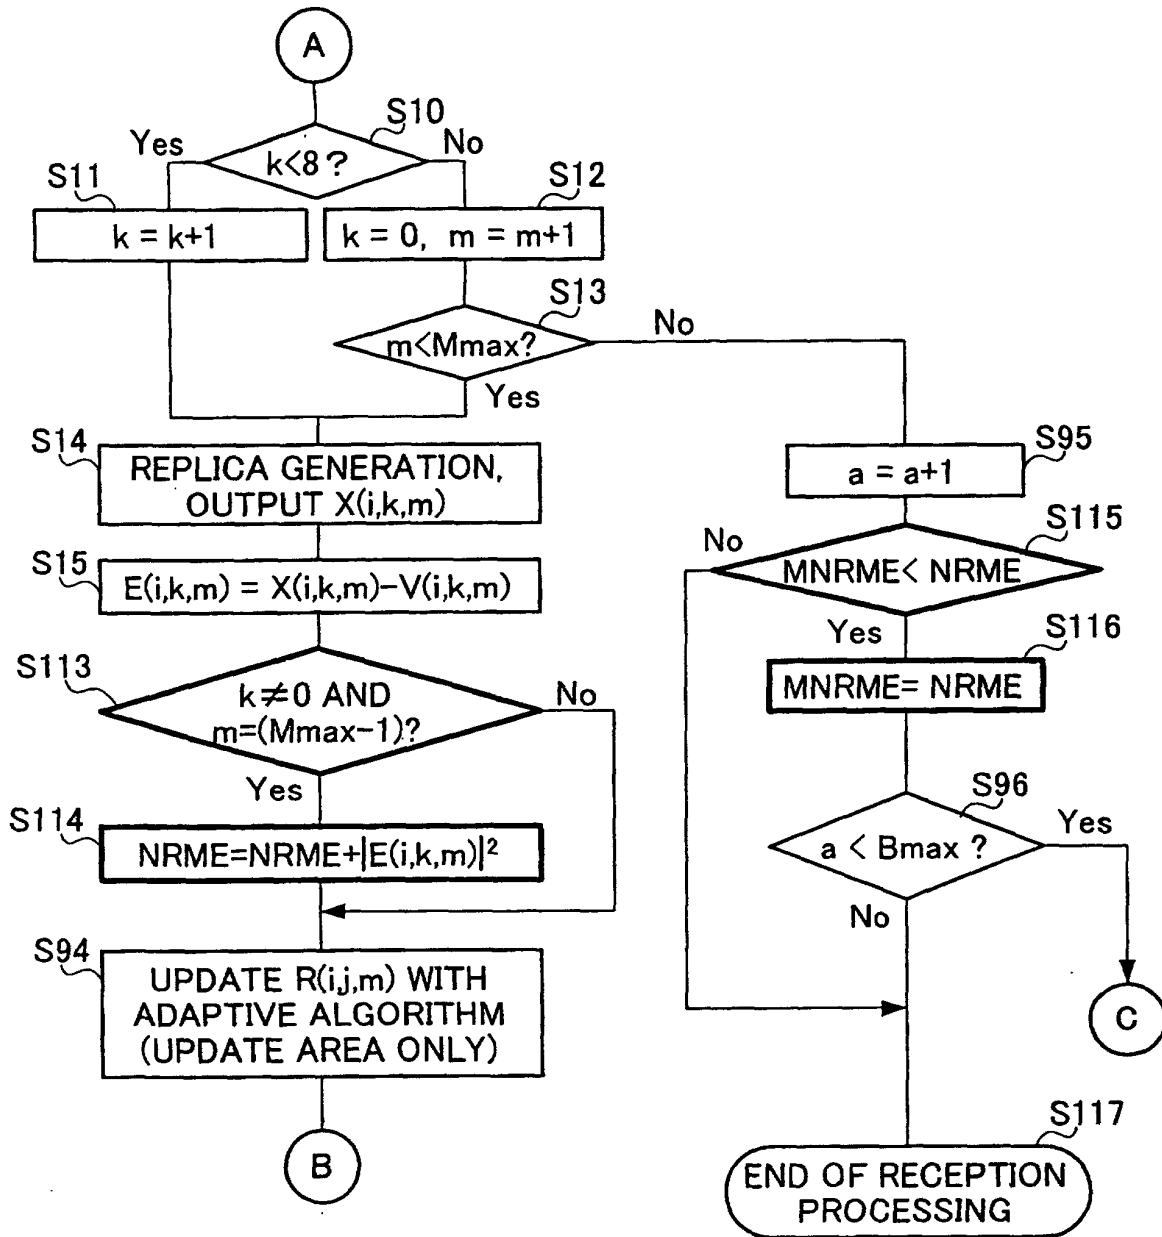 A
S10
Yes
No
k<8?
S11
S12
k = k+1
k = 0, m = m+1
S13
No
m<Mmax?
Yes
S14
REPLICA GENERATION,
OUTPUT X(i,k,m)
S95
a = a+1
S15
E(i,k,m) = X(i,k,m)-V(i,k,m)
S115
No
MNRME< NRME
Yes
S116
MNRME= NRME
S113
k≠0 AND
m=(Mmax-1)?
No
Yes
S114
NRME=NRME+|E(i,k,m)|²
S96
Yes
a < Bmax ?
No
S94
UPDATE R(i,j,m) WITH
ADAPTIVE ALGORITHM
(UPDATE AREA ONLY)
C
B
S117
END OF RECEPTION
PROCESSING